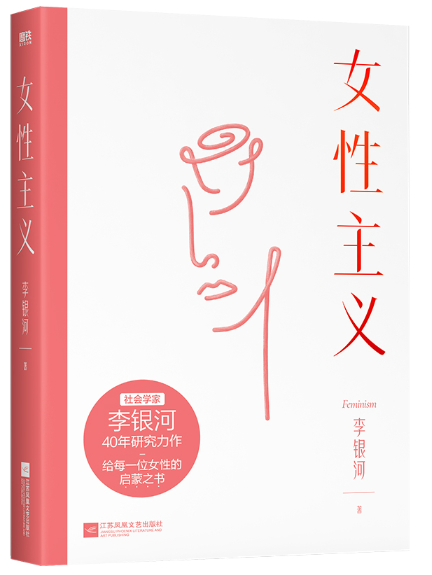 磨铁
女性主义
李银河
著
女性主义
Feminism
李银河
著
社会学家
李银河
40年研究力作
给每一位女性的
启蒙之书
江苏凤凰文艺出版社